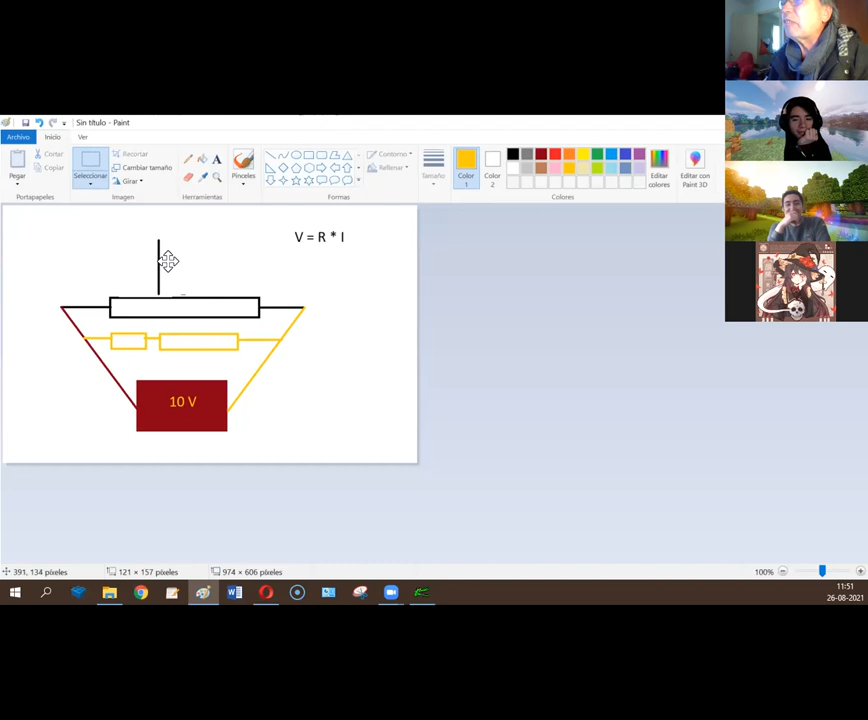 Sin título - Paint
Archivo Inicio Ver
Pegar
Cortar
Copiar
Portapapeles
Seleccionar
Recortar
Cambiar tamaño
Girar
Imagen
A
Herramientas
Pinceles
Contorno
Rellenar
Formas
Tamaño
Color 1
Color 2
Editar colores
Editar con Paint 3D
Colores
V = R * I
10 V
391, 134 píxeles
121 × 157 píxeles
974 × 606 píxeles
100%
11:51
26-08-2021